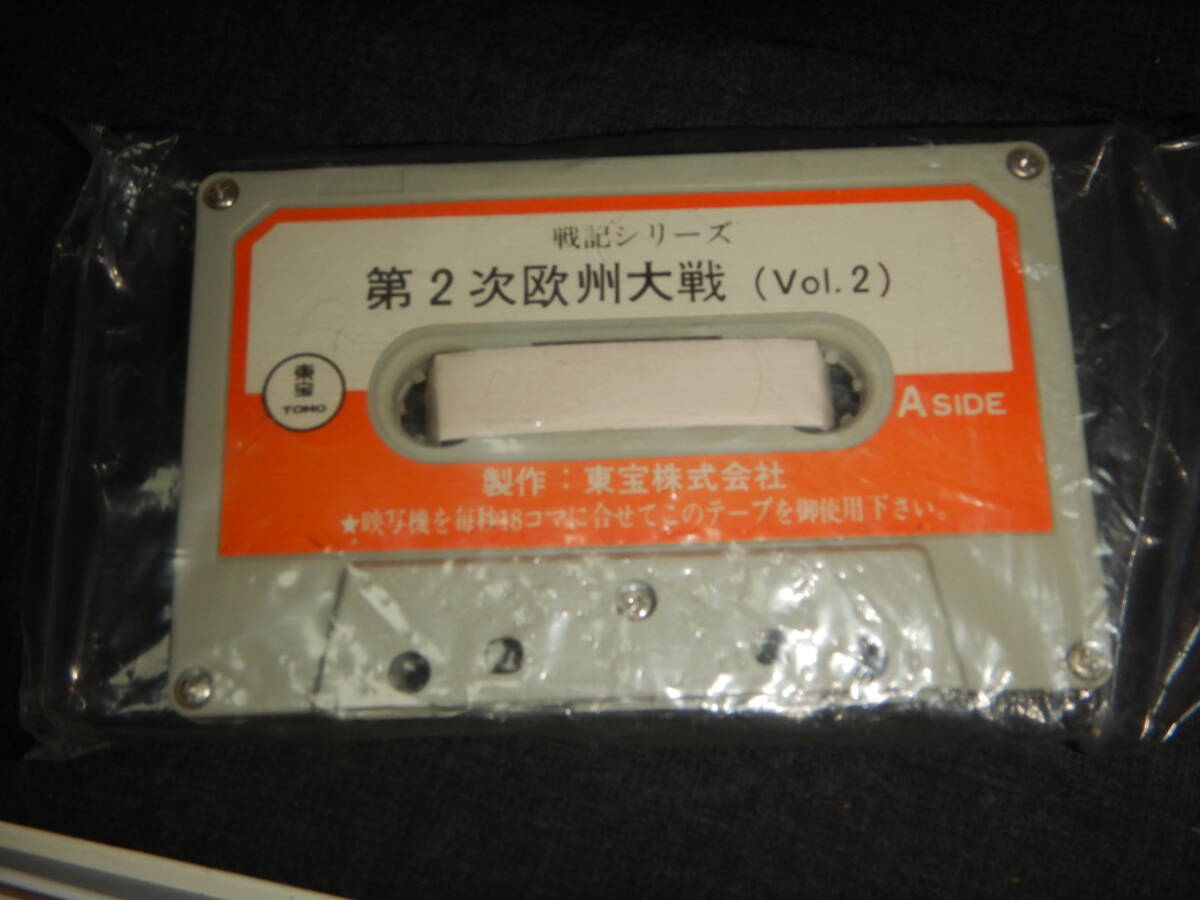 戦記シリーズ
第2次欧州大戦 (Vol.2)
東宝
TOHO
A SIDE
製作：東宝株式会社
★映写機を毎秒18コマに合せてこのテープを御使用下さい。